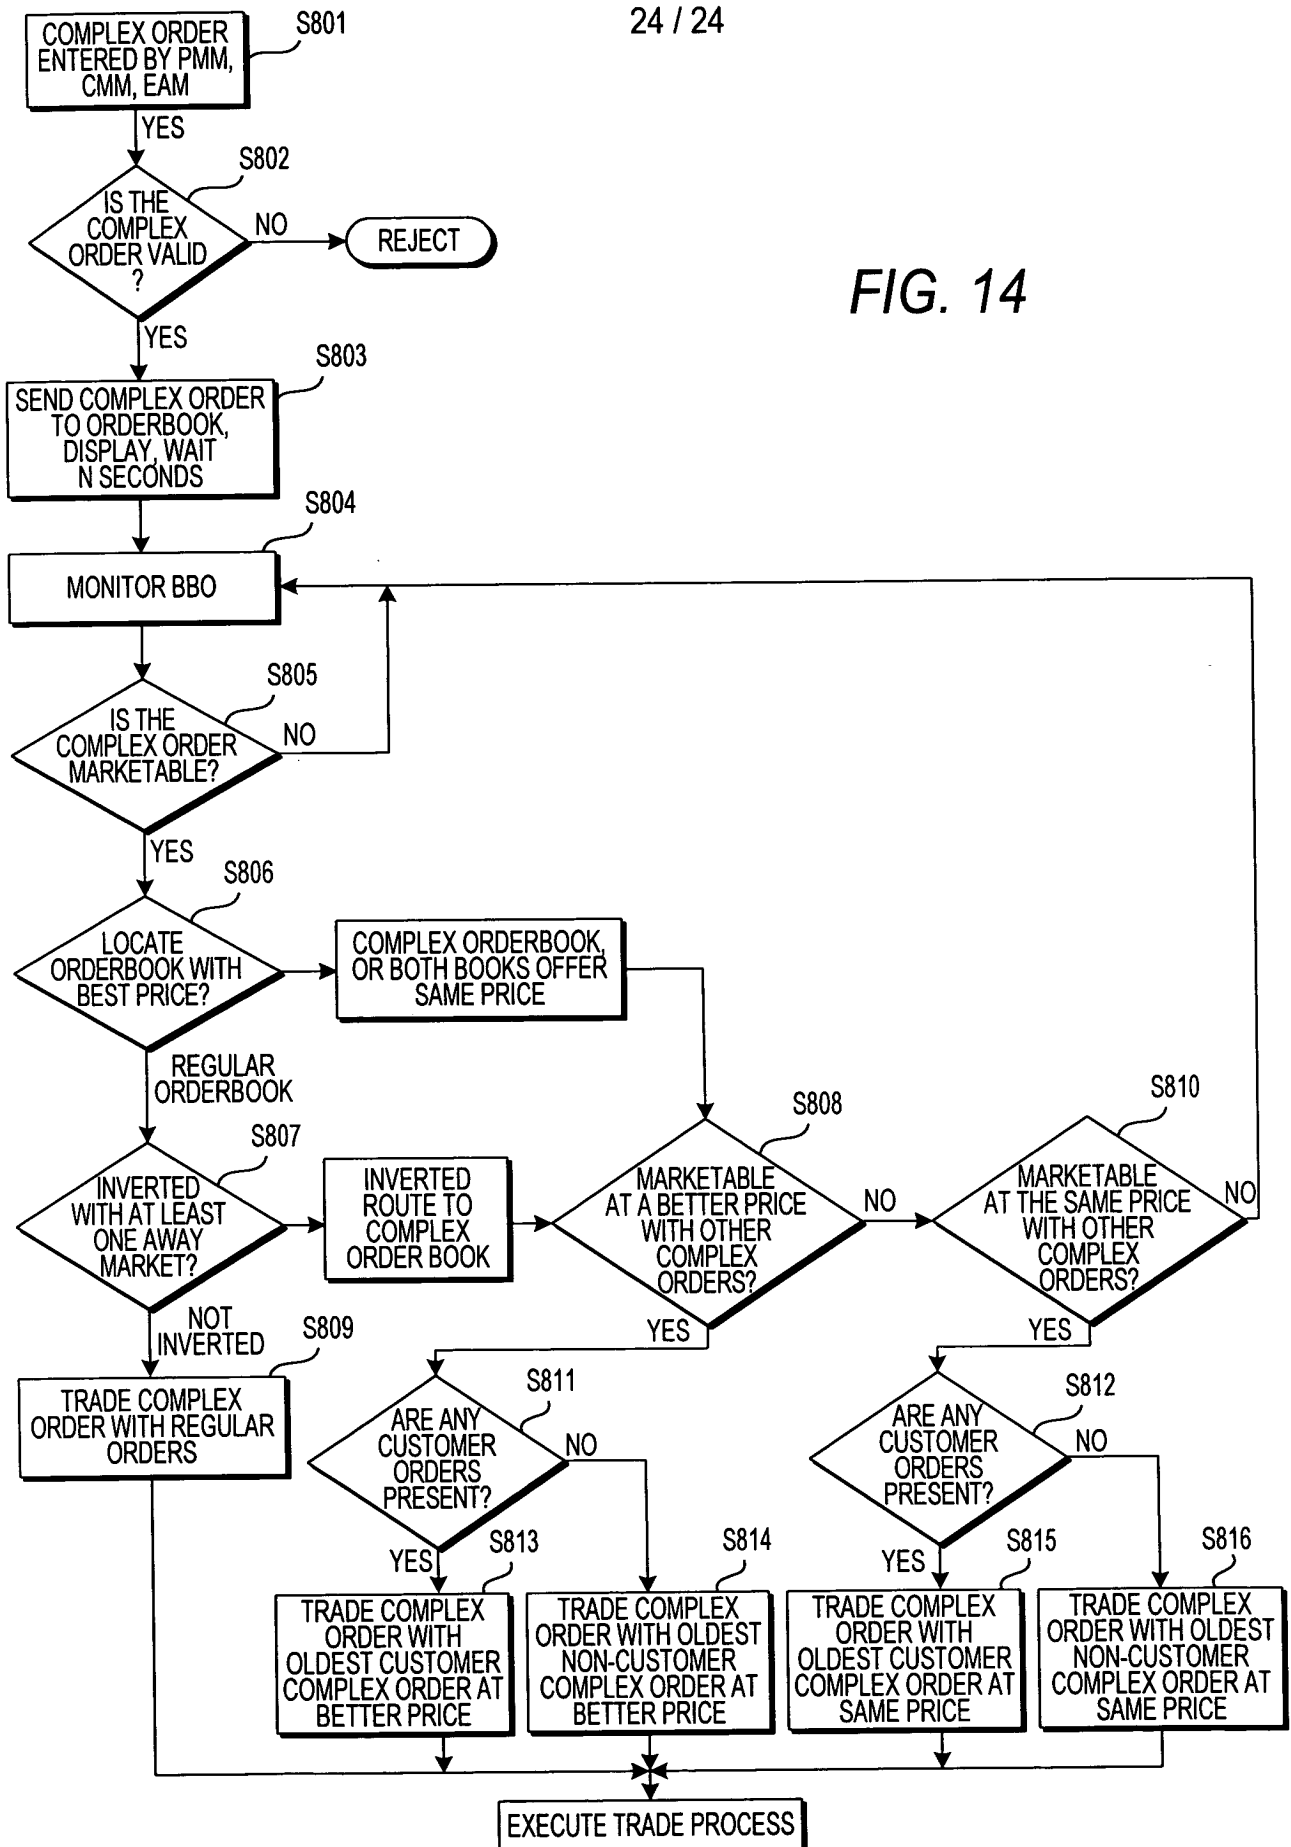 24 / 24
S801
COMPLEX ORDER
ENTERED BY PMM,
CMM, EAM
YES
S802
IS THE
COMPLEX
ORDER VALID
?
NO
REJECT
FIG. 14
YES
S803
SEND COMPLEX ORDER
TO ORDERBOOK,
DISPLAY, WAIT
N SECONDS
S804
MONITOR BBO
S805
IS THE
COMPLEX ORDER
MARKETABLE?
NO
YES
S806
LOCATE
ORDERBOOK WITH
BEST PRICE?
COMPLEX ORDERBOOK,
OR BOTH BOOKS OFFER
SAME PRICE
REGULAR
ORDERBOOK
S807
INVERTED
WITH AT LEAST
ONE AWAY
MARKET?
INVERTED
ROUTE TO
COMPLEX
ORDER BOOK
S808
MARKETABLE
AT A BETTER PRICE
WITH OTHER
COMPLEX
ORDERS?
NO
S810
MARKETABLE
AT THE SAME PRICE
WITH OTHER
COMPLEX
ORDERS?
NO
NOT
INVERTED
S809
TRADE COMPLEX
ORDER WITH REGULAR
ORDERS
YES
S811
ARE ANY
CUSTOMER
ORDERS
PRESENT?
NO
YES
S812
ARE ANY
CUSTOMER
ORDERS
PRESENT?
NO
YES
S813
TRADE COMPLEX
ORDER WITH
OLDEST CUSTOMER
COMPLEX ORDER AT
BETTER PRICE
S814
TRADE COMPLEX
ORDER WITH OLDEST
NON-CUSTOMER
COMPLEX ORDER AT
BETTER PRICE
YES
S815
TRADE COMPLEX
ORDER WITH
OLDEST CUSTOMER
COMPLEX ORDER AT
SAME PRICE
S816
TRADE COMPLEX
ORDER WITH OLDEST
NON-CUSTOMER
COMPLEX ORDER AT
SAME PRICE
EXECUTE TRADE PROCESS